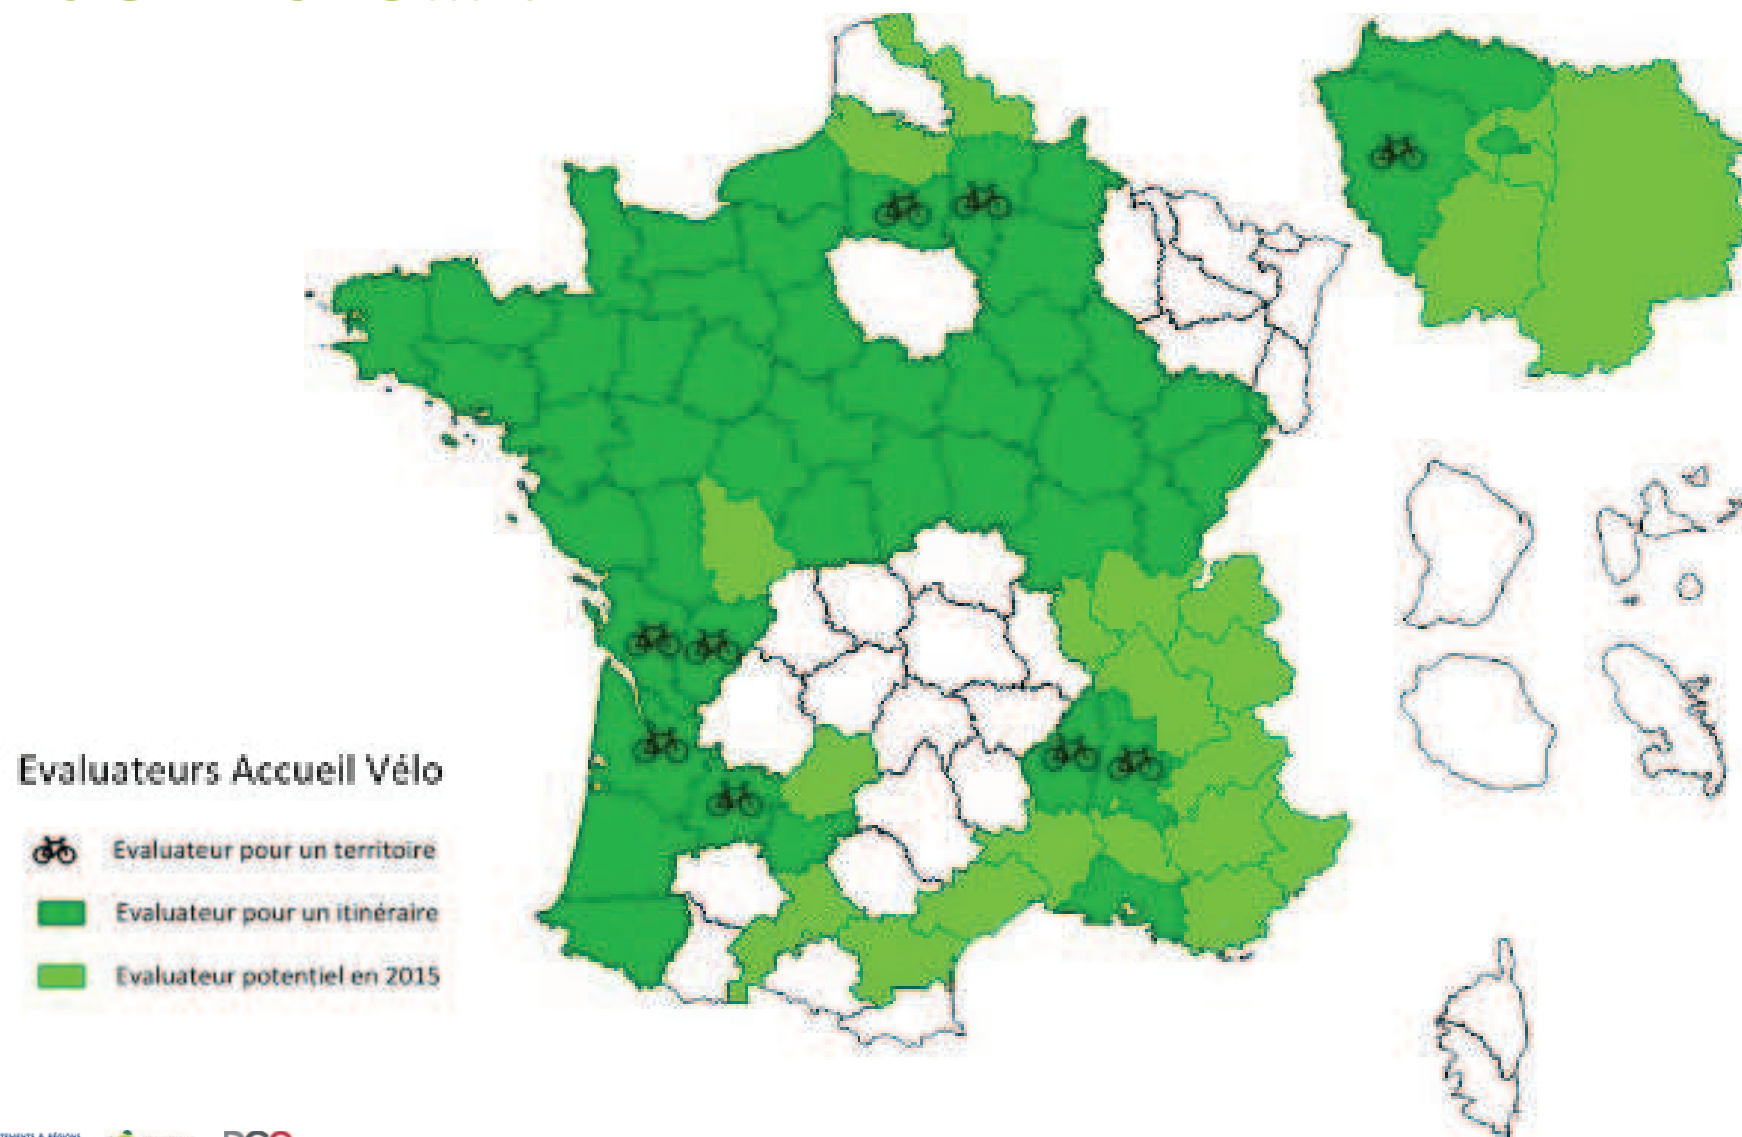 Evaluateurs Accueil Vélo
Evaluateur pour un territoire
Evaluateur pour un itinéraire
Evaluateur potentiel en 2015